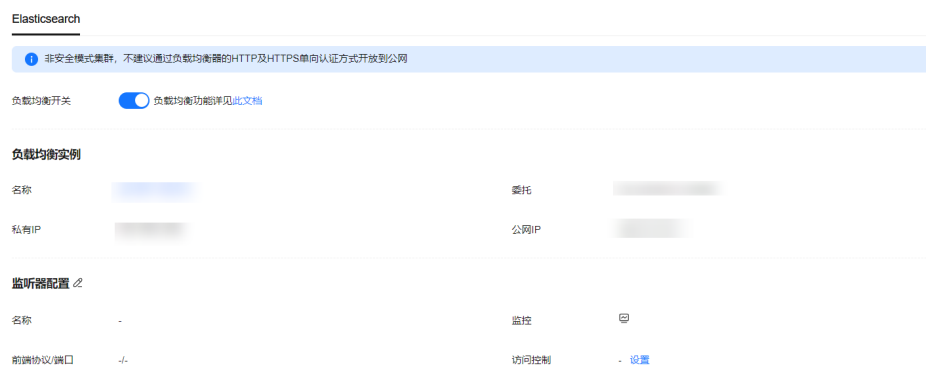 Elasticsearch
非安全模式集群，不建议通过负载均衡器的HTTP及HTTPS单向认证方式开放到公网
负载均衡开关 负载均衡功能详见此文档
负载均衡实例
名称 委托
私有IP 公网IP
监听器配置
名称 - 监控
前端协议/端口 -/- 访问控制 - 设置